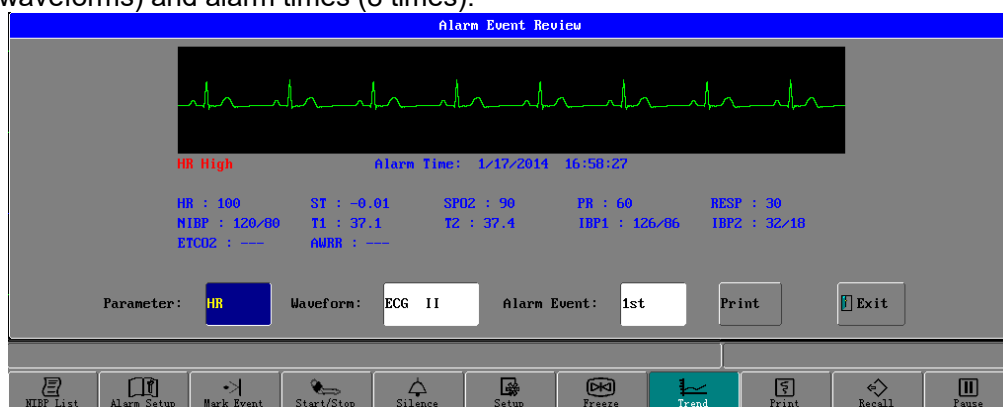 waveforms) and alarm times (8 times).
Alarm Event Review
HR High Alarm Time: 1/17/2014 16:58:27
HR : 100 ST : -0.01 SPO2 : 90 PR : 60 RESP : 30
NIBP : 120/80 T1 : 37.1 T2 : 37.4 IBP1 : 126/86 IBP2 : 32/18
ETCO2 : --- AWRR : ---
Parameter: HR Waveform: ECG II Alarm Event: 1st Print Exit
NIBP List Alarm Setup Mark Event Start/Stop Silence Setup Freeze Trend Print Recall Pause